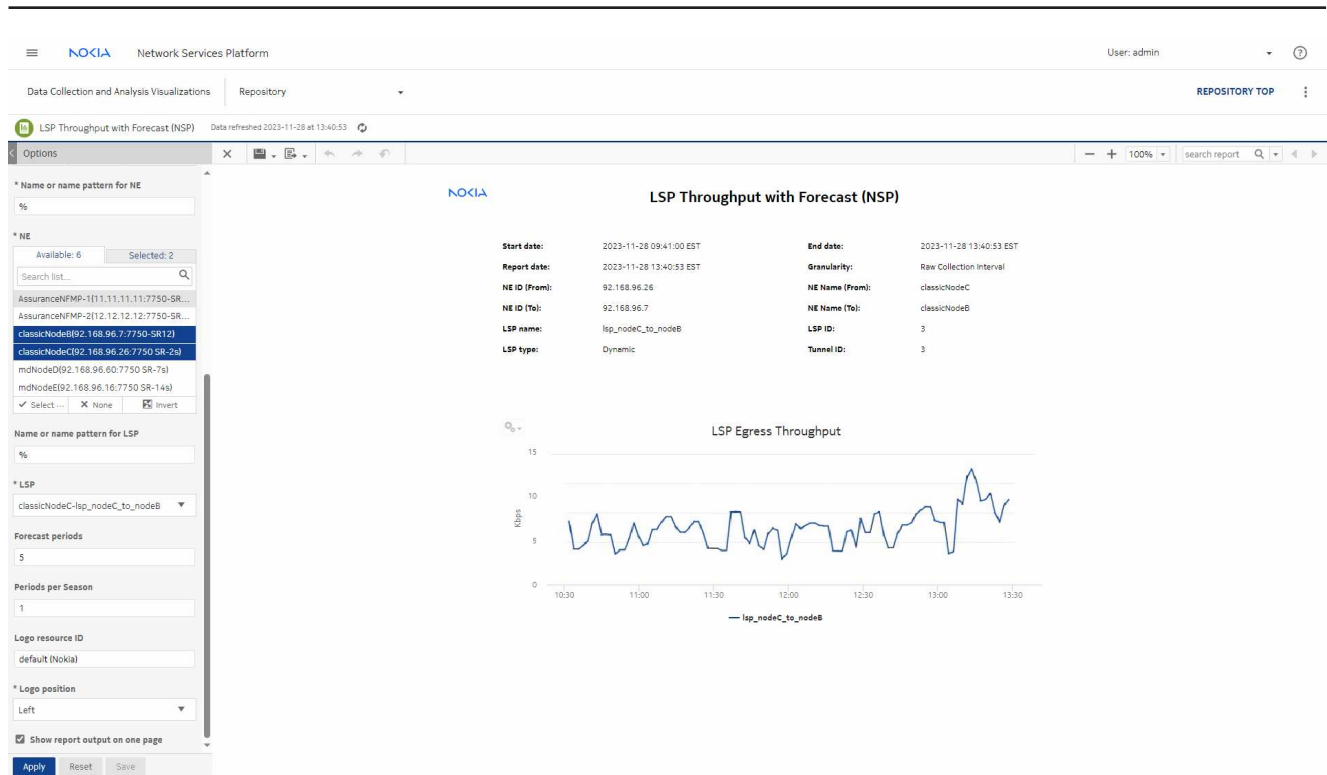 NOKIA Network Services Platform User: admin
Data Collection and Analysis Visualizations Repository REPOSITORY TOP
LSP Throughput with Forecast (NSP) Data refreshed 2023-11-28 at 13:40:53
Options 100% search report
* Name or name pattern for NE
%
* NE
Available: 6 Selected: 2
Search list...
AssuranceNFMP-1(11.11.11.11:7750-SR...
AssuranceNFMP-2(12.12.12.12:7750-SR...
classicNodeB(92.168.96.7:7750-SR12)
classicNodeC(92.168.96.26:7750 SR-2s)
mdNodeD(92.168.96.60:7750 SR-7s)
mdNodeE(92.168.96.16:7750 SR-14s)
Select ... None Invert
Name or name pattern for LSP
%
* LSP
classicNodeC-lsp_nodeC_to_nodeB
Forecast periods
5
Periods per Season
1
Logo resource ID
default (Nokia)
* Logo position
Left
Show report output on one page
Apply Reset Save
NOKIA LSP Throughput with Forecast (NSP)
Start date: 2023-11-28 09:41:00 EST End date: 2023-11-28 13:40:53 EST
Report date: 2023-11-28 13:40:53 EST Granularity: Raw Collection Interval
NE ID (From): 92.168.96.26 NE Name (From): classicNodeC
NE ID (To): 92.168.96.7 NE Name (To): classicNodeB
LSP name: lsp_nodeC_to_nodeB LSP ID: 3
LSP type: Dynamic Tunnel ID: 3
LSP Egress Throughput
15
10
Kbps
5
0
10:30 11:00 11:30 12:00 12:30 13:00 13:30
lsp_nodeC_to_nodeB